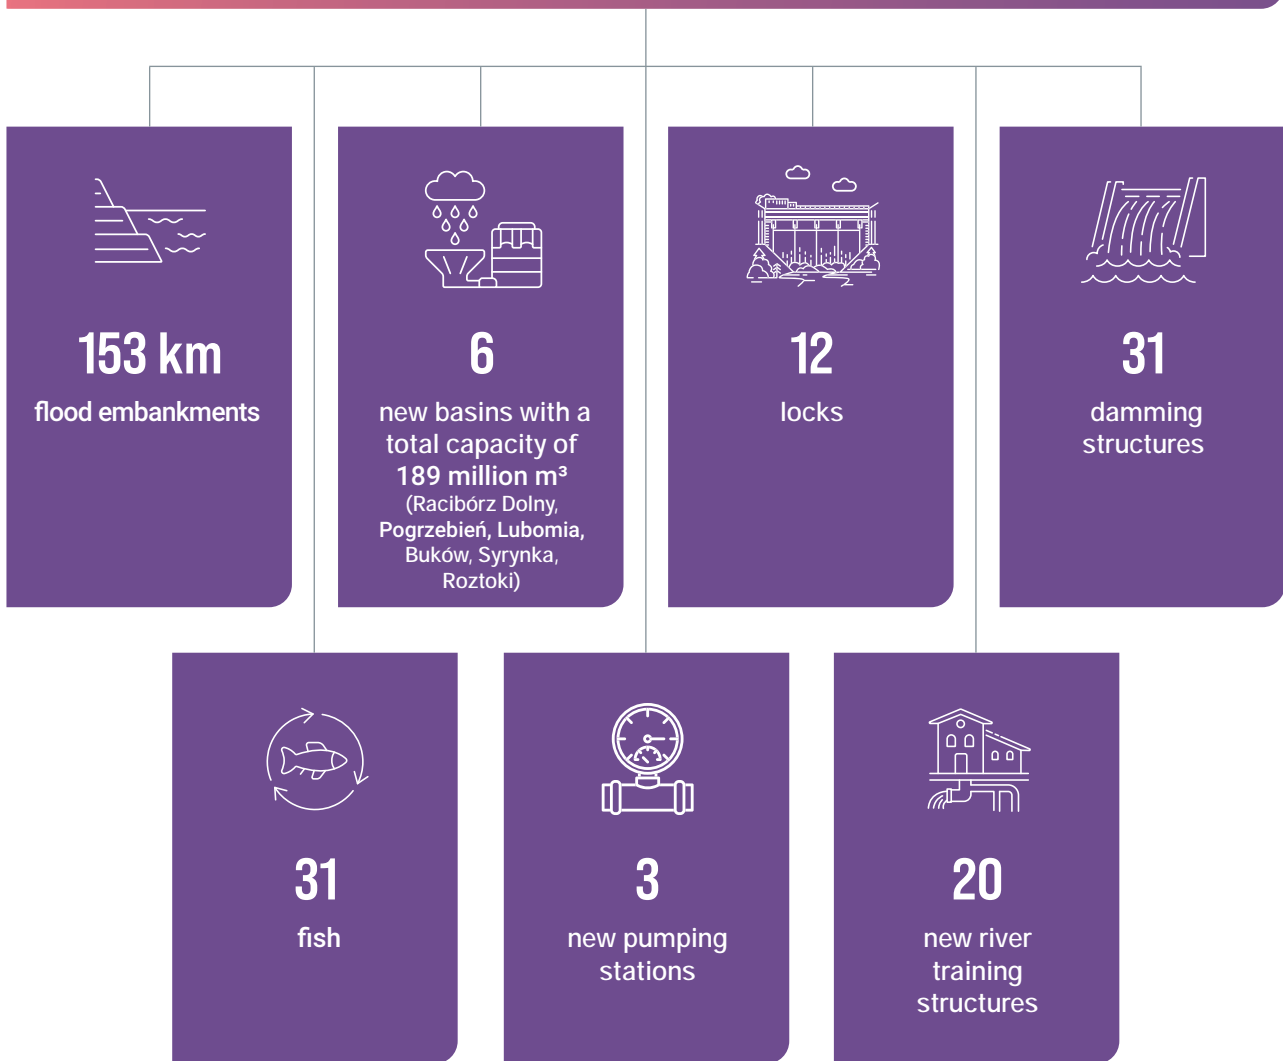 153 km
flood embankments
6
new basins with a
total capacity of
189 million m³
(Racibórz Dolny,
Pogrzebień, Lubomia,
Buków, Syrynka,
Roztoki)
12
locks
31
damming
structures
31
fish
3
new pumping
stations
20
new river
training
structures